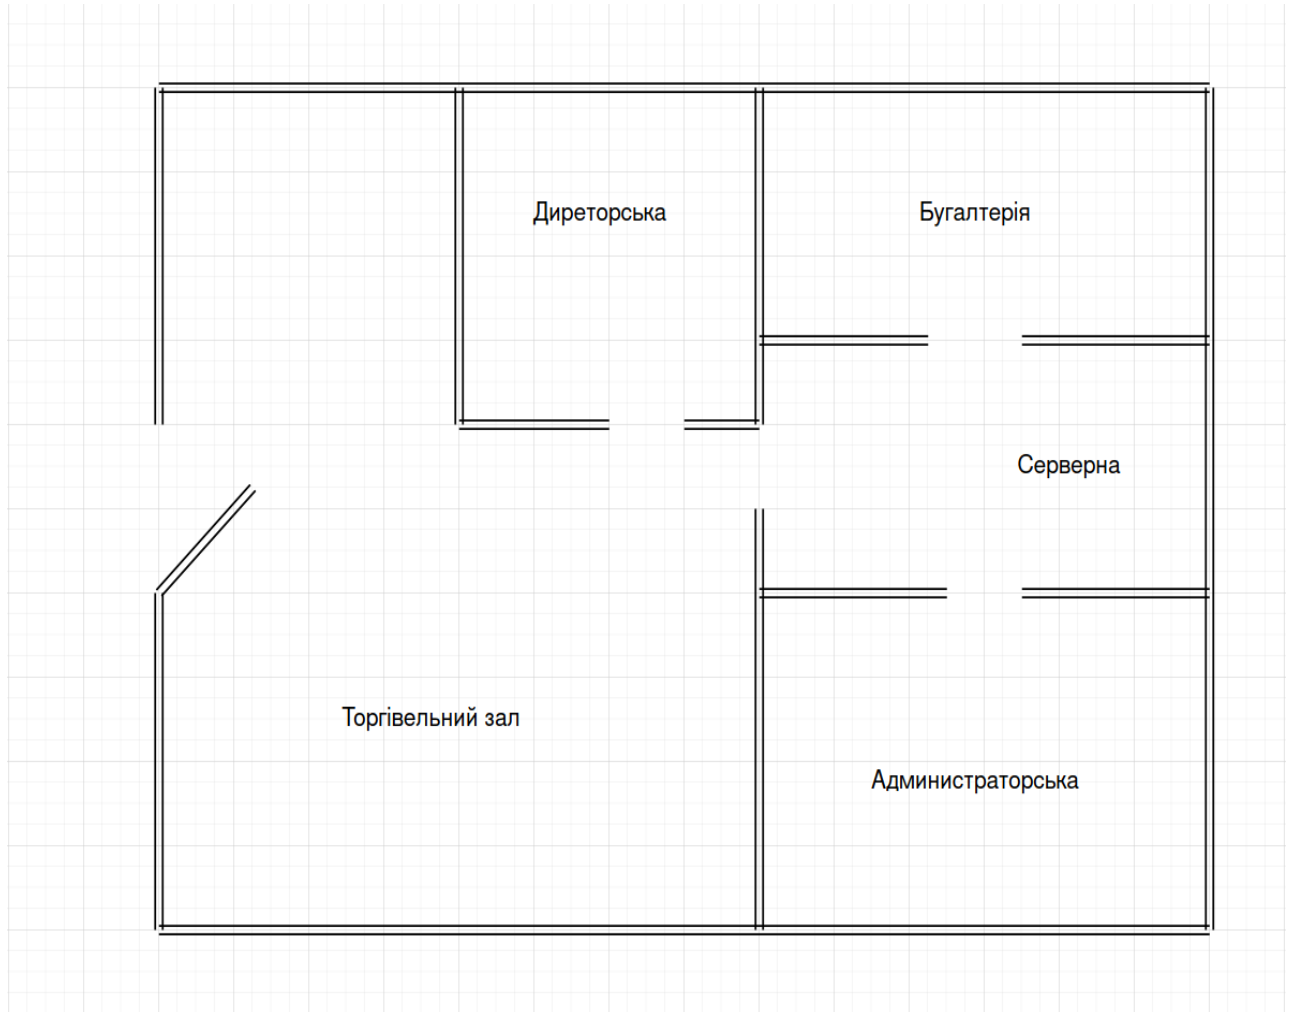 Диреторська
Бугалтерія
Серверна
Торгівельний зал
Администраторська